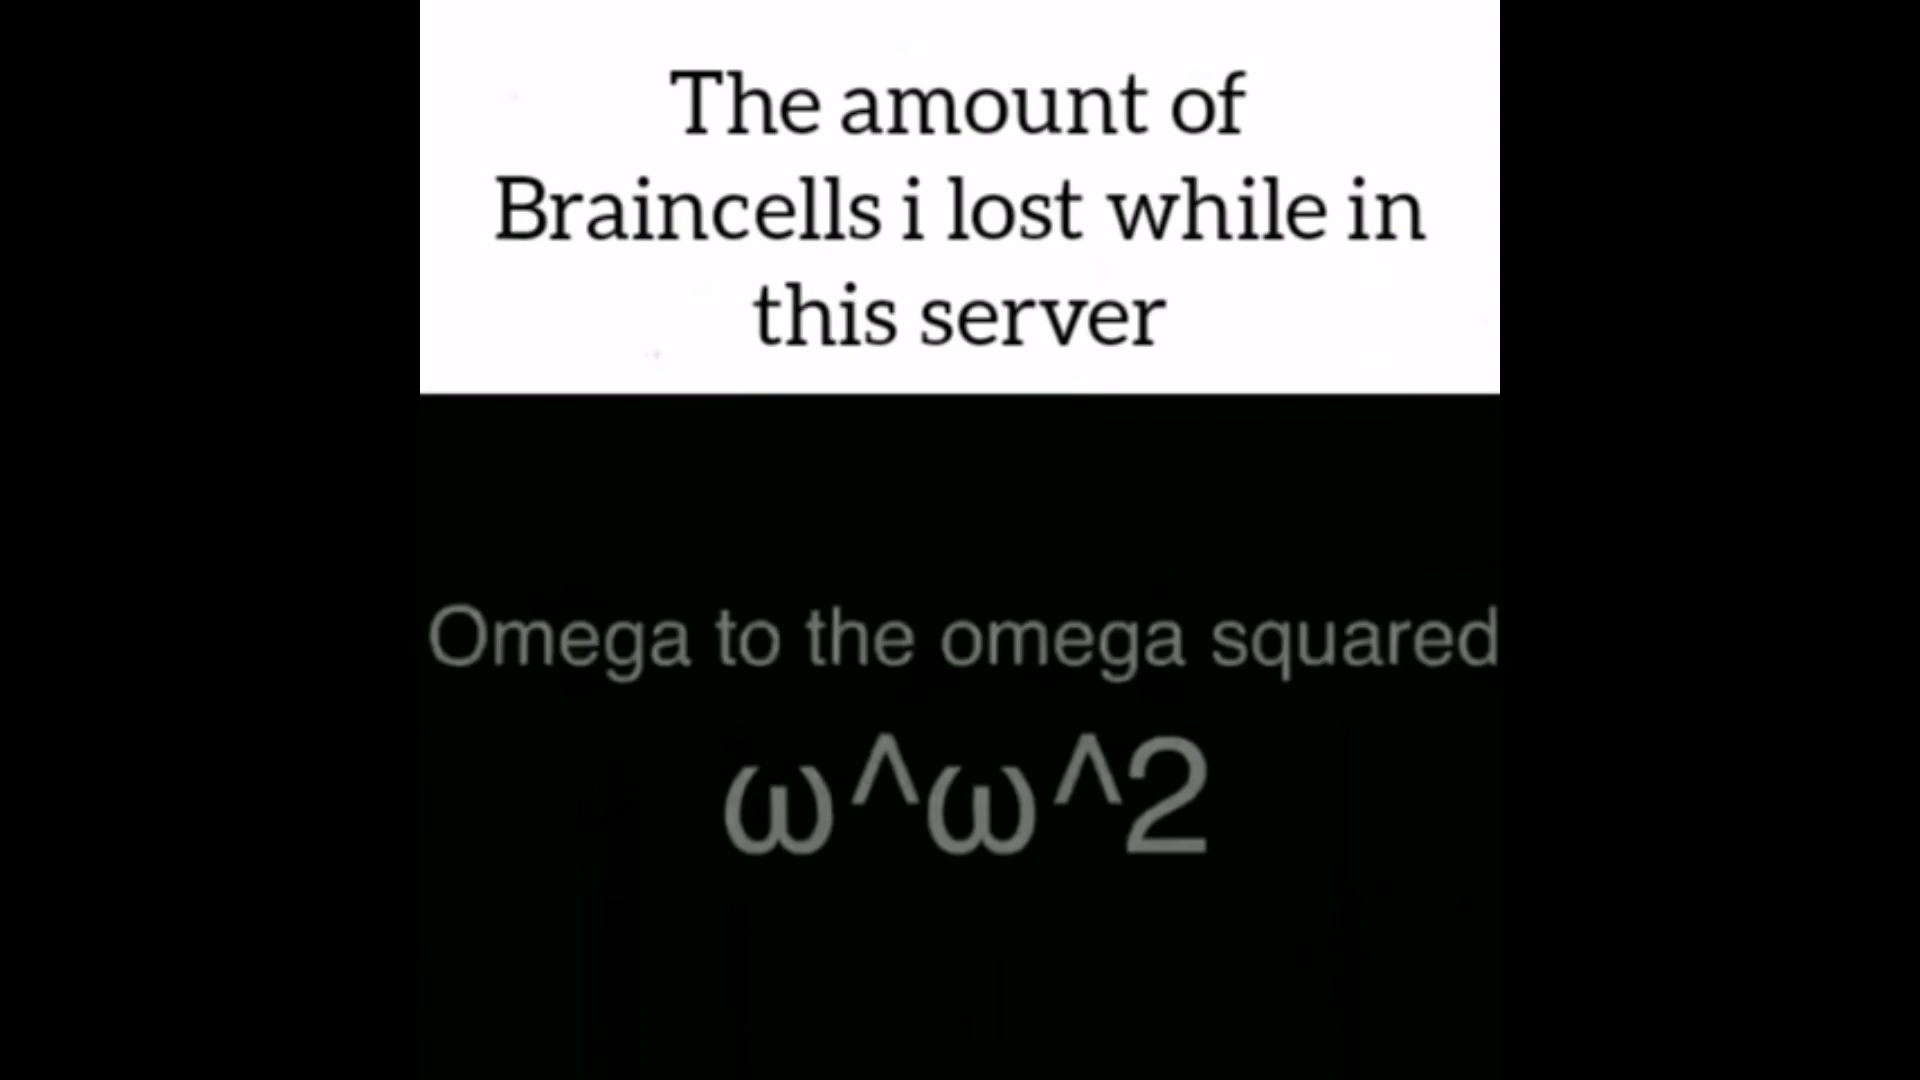 The amount of
Braincells i lost while in
this server
Omega to the omega squared
ω^ω^2